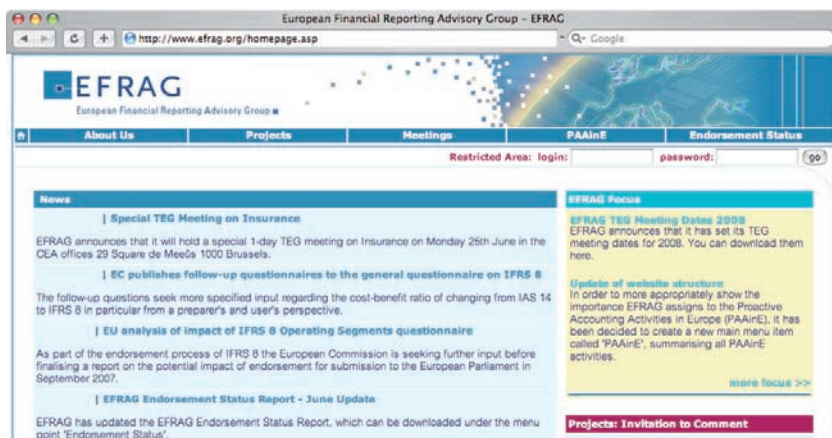 European Financial Reporting Advisory Group – EFRAG
http://www.efrag.org/homepage.asp
Google
EFRAG
European Financial Reporting Advisory Group
About Us Projects Meetings PAAinE Endorsement Status
Restricted Area: login: password: go
News
| Special TEG Meeting on Insurance
EFRAG announces that it will hold a special 1-day TEG meeting on Insurance on Monday 25th June in the
CEA offices 29 Square de Meeûs 1000 Brussels.
| EC publishes follow-up questionnaires to the general questionnaire on IFRS 8
The follow-up questions seek more specified input regarding the cost-benefit ratio of changing from IAS 14
to IFRS 8 in particular from a preparer's and user's perspective.
| EU analysis of impact of IFRS 8 Operating Segments questionnaire
As part of the endorsement process of IFRS 8 the European Commission is seeking further input before
finalising a report on the potential impact of endorsement for submission to the European Parliament in
September 2007.
| EFRAG Endorsement Status Report - June Update
EFRAG has updated the EFRAG Endorsement Status Report, which can be downloaded under the menu
point 'Endorsement Status'.
EFRAG Focus
EFRAG TEG Meeting Dates 2008
EFRAG announces that it has set its TEG
meeting dates for 2008. You can download them
here.
Update of website structure
In order to more appropriately show the
importance EFRAG assigns to the Proactive
Accounting Activities in Europe (PAAinE), it has
been decided to create a new main menu item
called 'PAAinE', summarising all PAAinE
activities.
more focus >>
Projects: Invitation to Comment